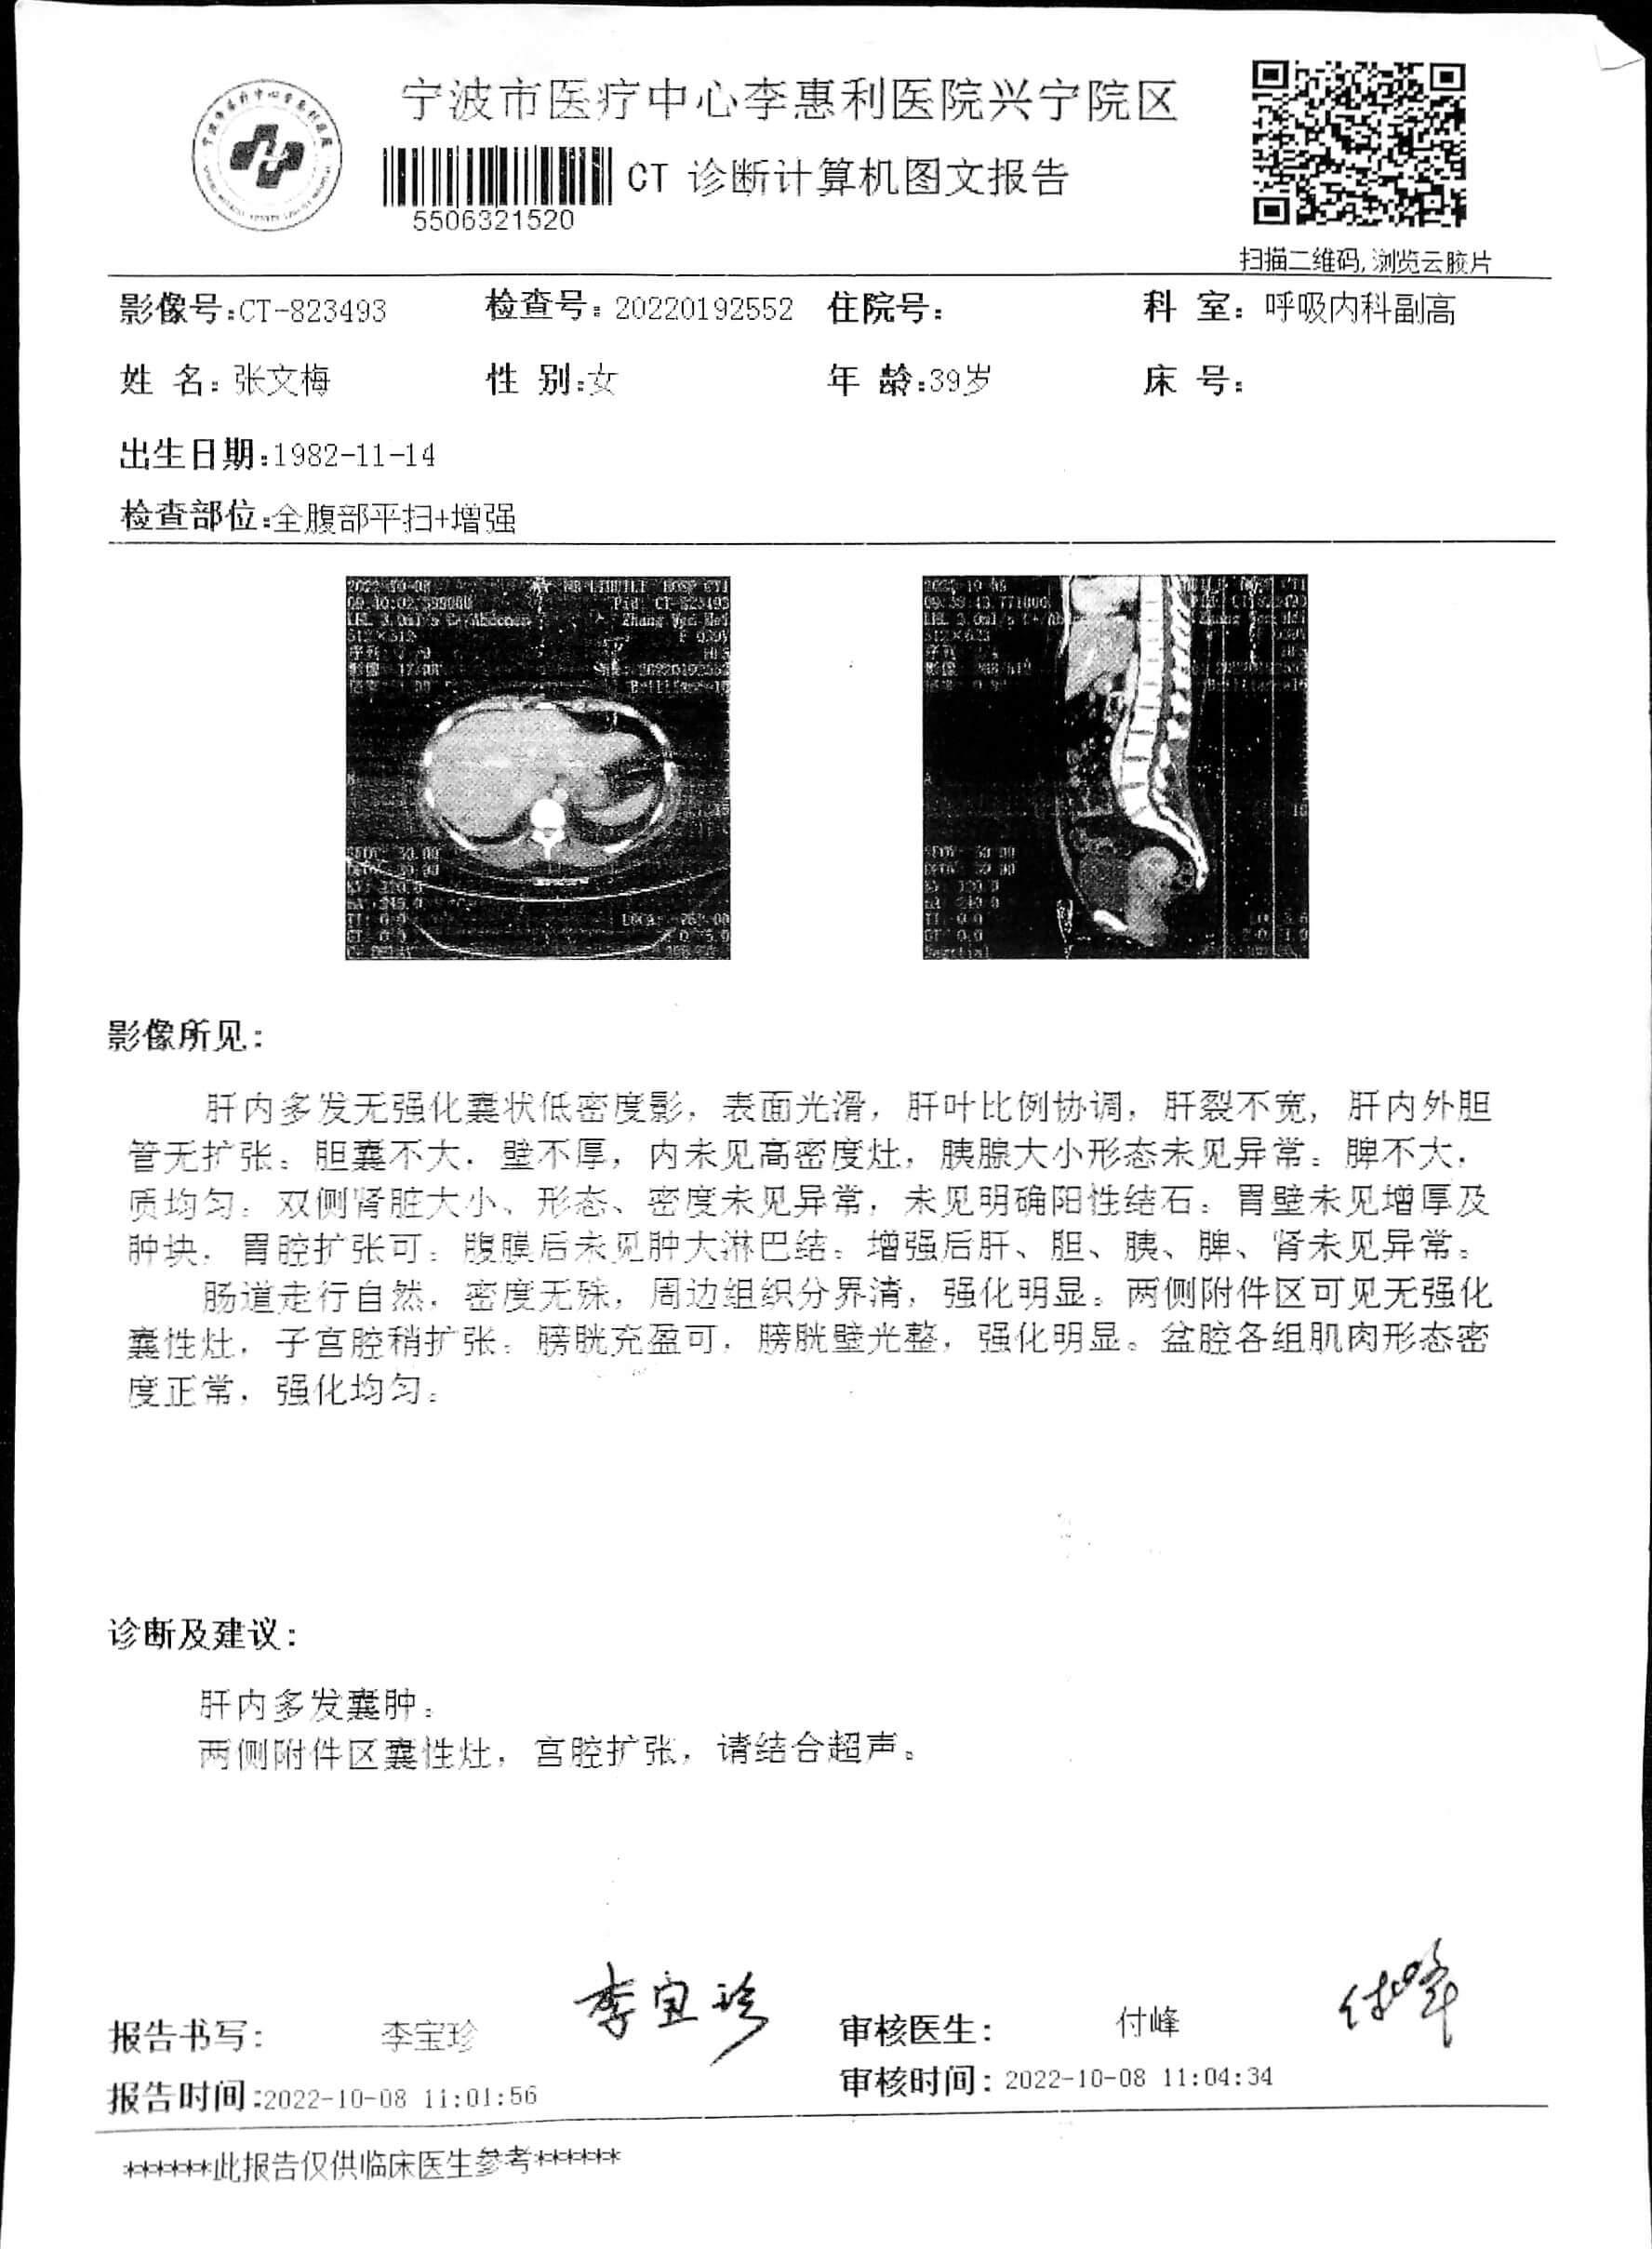 宁波市医疗中心李惠利医院兴宁院区
CT 诊断计算机图文报告
5506321520
扫描二维码,浏览云胶片
影像号:CT-823493 检查号: 20220192552 住院号: 科 室: 呼吸内科副高
姓 名: 张文梅 性 别:女 年 龄:39岁 床 号:
出生日期:1982-11-14
检查部位:全腹部平扫+增强
影像所见:
肝内多发无强化囊状低密度影,表面光滑,肝叶比例协调,肝裂不宽,肝内外胆
管无扩张;胆囊不大,壁不厚,内未见高密度灶,胰腺大小形态未见异常;脾不大,
质均匀;双侧肾脏大小、形态、密度未见异常,未见明确阳性结石;胃壁未见增厚及
肿块,胃腔扩张可;腹膜后未见肿大淋巴结;增强后肝、胆、胰、脾、肾未见异常。
肠道走行自然,密度无殊,周边组织分界清,强化明显。两侧附件区可见无强化
囊性灶,子宫腔稍扩张;膀胱充盈可,膀胱壁光整,强化明显。盆腔各组肌肉形态密
度正常,强化均匀。
诊断及建议:
肝内多发囊肿。
两侧附件区囊性灶,宫腔扩张,请结合超声。
报告书写: 李宝珍 李宝珍 审核医生: 付峰 付峰
报告时间:2022-10-08 11:01:56 审核时间: 2022-10-08 11:04:34
******此报告仅供临床医生参考******